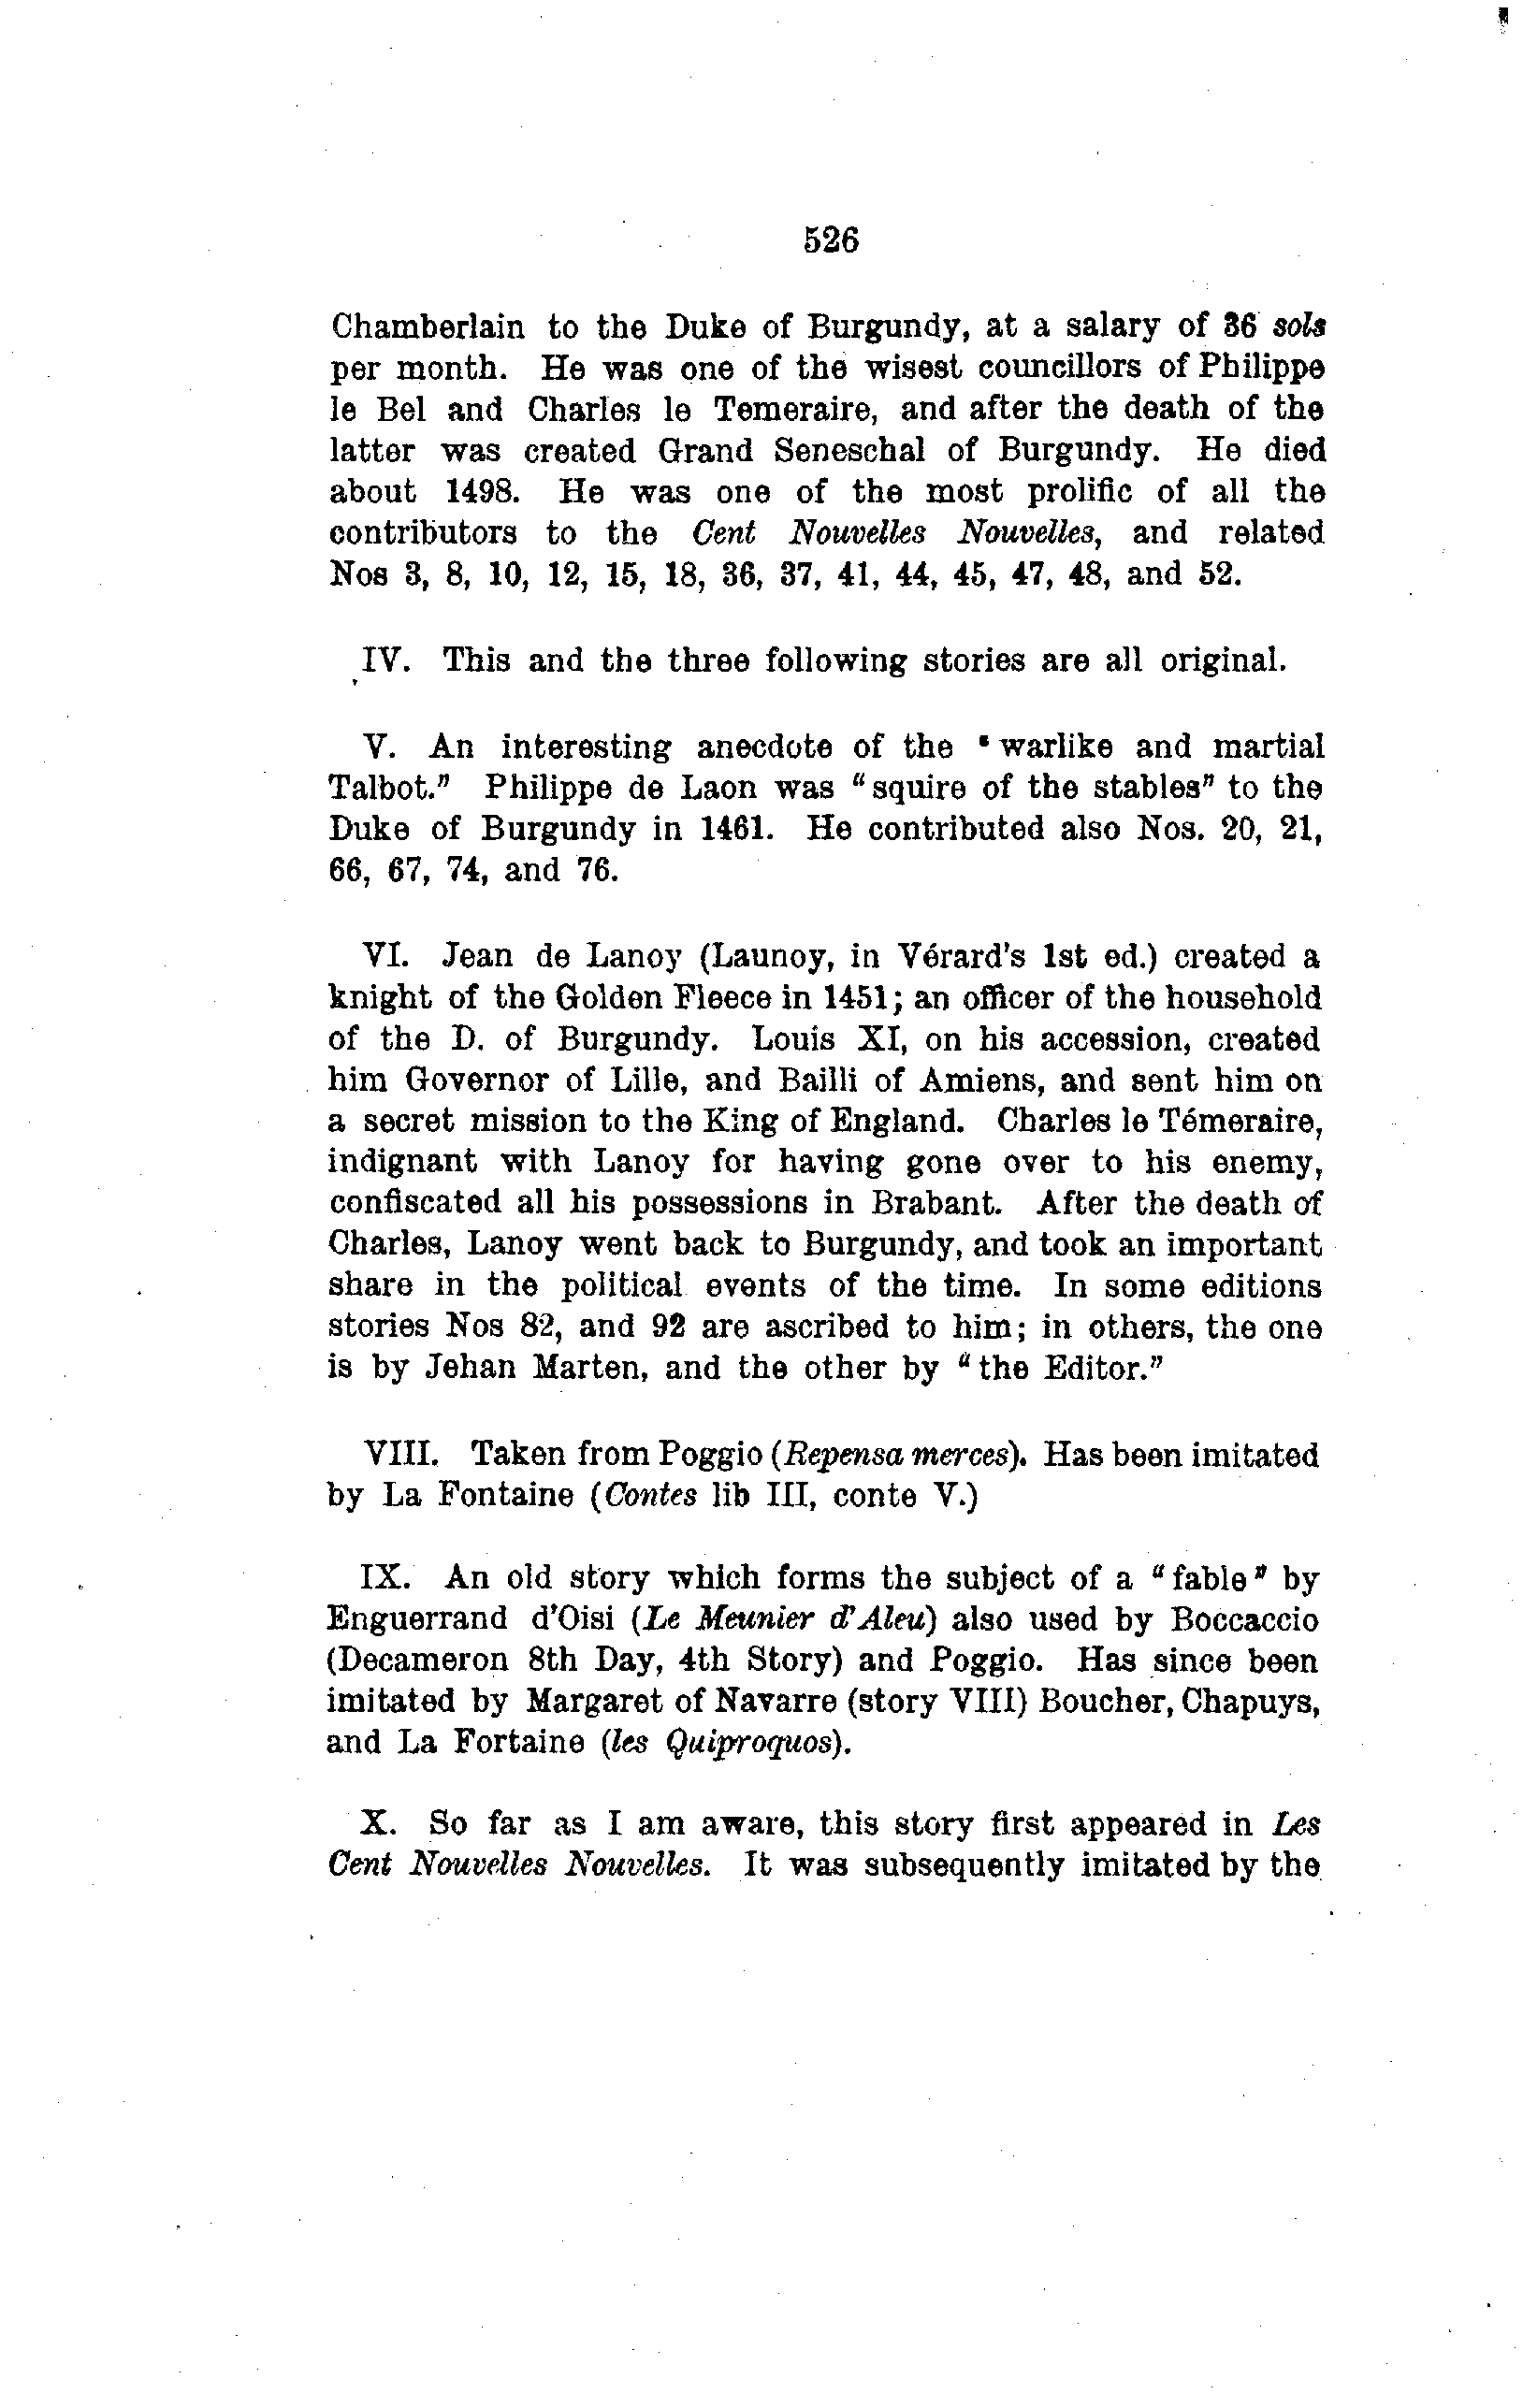 526
Chamberlain to the Duke of Burgundy, at a salary of 36 sols
per month. He was one of the wisest councillors of Philippe
le Bel and Charles le Temeraire, and after the death of the
latter was created Grand Seneschal of Burgundy. He died
about 1498. He was one of the most prolific of all the
contributors to the Cent Nouvelles Nouvelles, and related
Nos 3, 8, 10, 12, 15, 18, 36, 37, 41, 44, 45, 47, 48, and 52.
IV. This and the three following stories are all original.
V. An interesting anecdote of the "warlike and martial
Talbot." Philippe de Laon was "squire of the stables" to the
Duke of Burgundy in 1461. He contributed also Nos. 20, 21,
66, 67, 74, and 76.
VI. Jean de Lanoy (Launoy, in Vérard's 1st ed.) created a
knight of the Golden Fleece in 1451; an officer of the household
of the D. of Burgundy. Louis XI, on his accession, created
him Governor of Lille, and Bailli of Amiens, and sent him on
a secret mission to the King of England. Charles le Témeraire,
indignant with Lanoy for having gone over to his enemy,
confiscated all his possessions in Brabant. After the death of
Charles, Lanoy went back to Burgundy, and took an important
share in the political events of the time. In some editions
stories Nos 82, and 92 are ascribed to him; in others, the one
is by Jehan Marten, and the other by "the Editor."
VIII. Taken from Poggio (Repensa merces). Has been imitated
by La Fontaine (Contes lib III, conte V.)
IX. An old story which forms the subject of a "fable" by
Enguerrand d'Oisi (Le Meunier d'Aleu) also used by Boccaccio
(Decameron 8th Day, 4th Story) and Poggio. Has since been
imitated by Margaret of Navarre (story VIII) Boucher, Chapuys,
and La Fortaine (les Quiproquos).
X. So far as I am aware, this story first appeared in Les
Cent Nouvelles Nouvelles. It was subsequently imitated by the